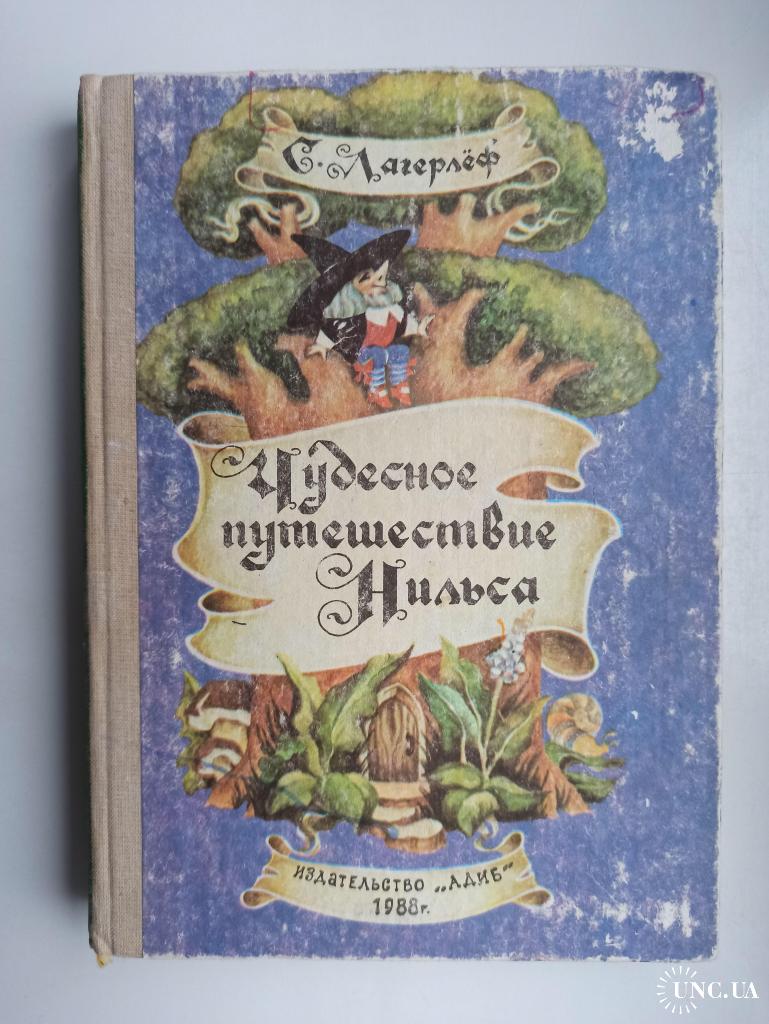 С. Лагерлёф
Чудесное
путешествие
Нильса
ИЗДАТЕЛЬСТВО „АДИБ“
1988г.
UNC.UA